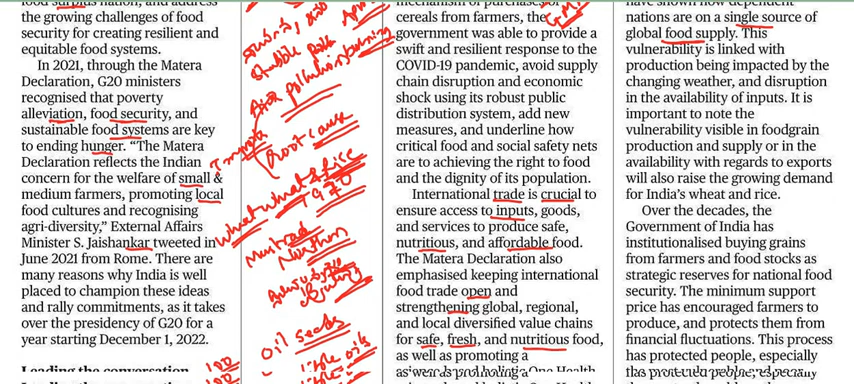 the growing challenges of food
security for creating resilient and
equitable food systems.
In 2021, through the Matera
Declaration, G20 ministers
recognised that poverty
alleviation, food security, and
sustainable food systems are key
to ending hunger. “The Matera
Declaration reflects the Indian
concern for the welfare of small &
medium farmers, promoting local
food cultures and recognising
agri-diversity,” External Affairs
Minister S. Jaishankar tweeted in
June 2021 from Rome. There are
many reasons why India is well
placed to champion these ideas
and rally commitments, as it takes
over the presidency of G20 for a
year starting December 1, 2022.
Leading the conversation
Stubble
burning
Air pollution
Root cause
wheat
rice
1970
Oil seeds
cereals from farmers, the
government was able to provide a
swift and resilient response to the
COVID-19 pandemic, avoid supply
chain disruption and economic
shock using its robust public
distribution system, add new
measures, and underline how
critical food and social safety nets
are to achieving the right to food
and the dignity of its population.
International trade is crucial to
ensure access to inputs, goods,
and services to produce safe,
nutritious, and affordable food.
The Matera Declaration also
emphasised keeping international
food trade open and
strengthening global, regional,
and local diversified value chains
for safe, fresh, and nutritious food,
as well as promoting a
nations are on a single source of
global food supply. This
vulnerability is linked with
production being impacted by the
changing weather, and disruption
in the availability of inputs. It is
important to note the
vulnerability visible in foodgrain
production and supply or in the
availability with regards to exports
will also raise the growing demand
for India’s wheat and rice.
Over the decades, the
Government of India has
institutionalised buying grains
from farmers and food stocks as
strategic reserves for national food
security. The minimum support
price has encouraged farmers to
produce, and protects them from
financial fluctuations. This process
has protected people, especially